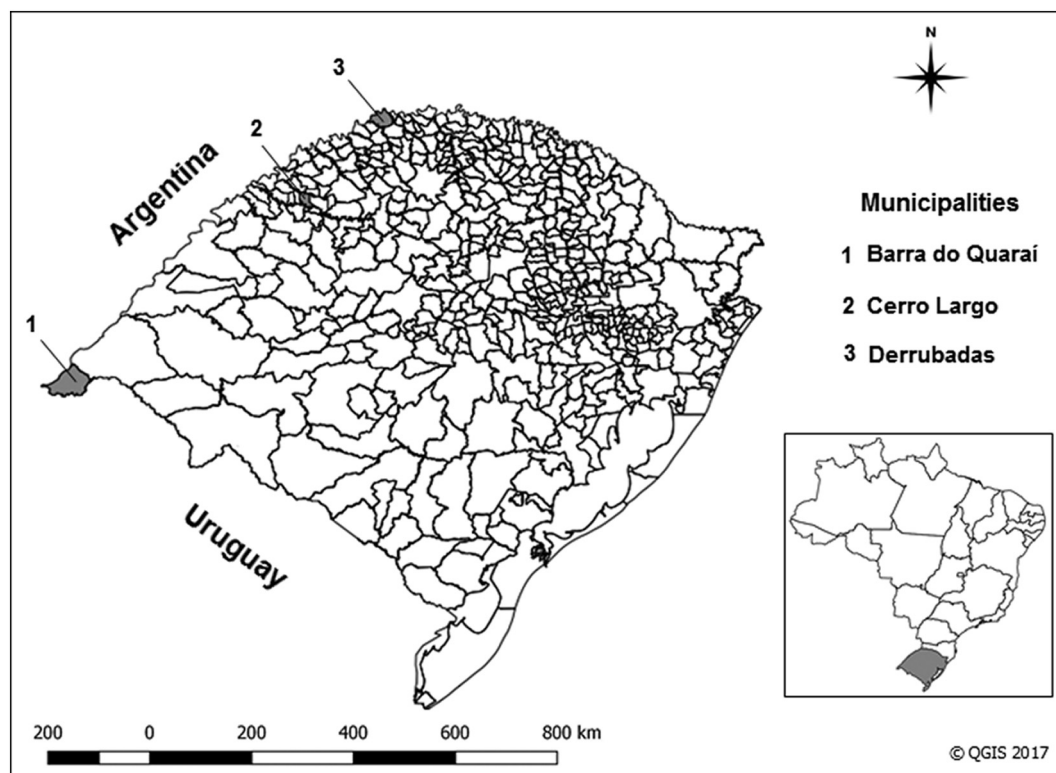 N
3
2
Argentina
Municipalities
1 Barra do Quaraí
2 Cerro Largo
3 Derrubadas
1
Uruguay
200 0 200 400 600 800 km
© QGIS 2017